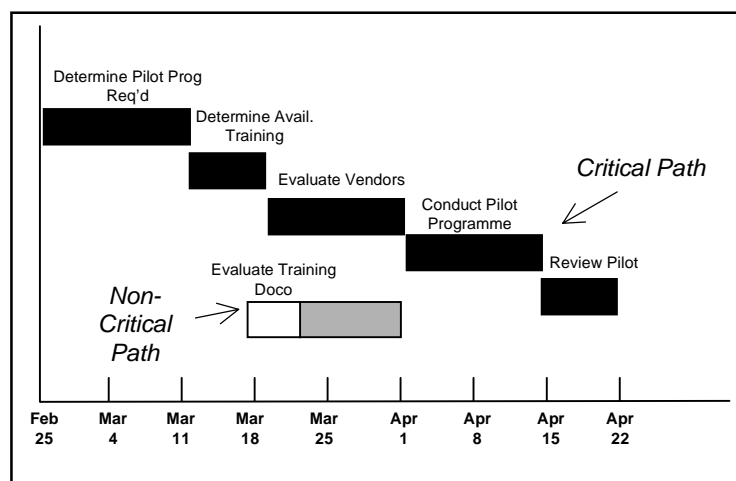 Determine Pilot Prog
Req'd
Determine Avail.
Training
Evaluate Vendors
Critical Path
Conduct Pilot
Programme
Review Pilot
Evaluate Training
Doco
Non-
Critical
Path
Feb Mar Mar Mar Mar Apr Apr Apr Apr
25 4 11 18 25 1 8 15 22